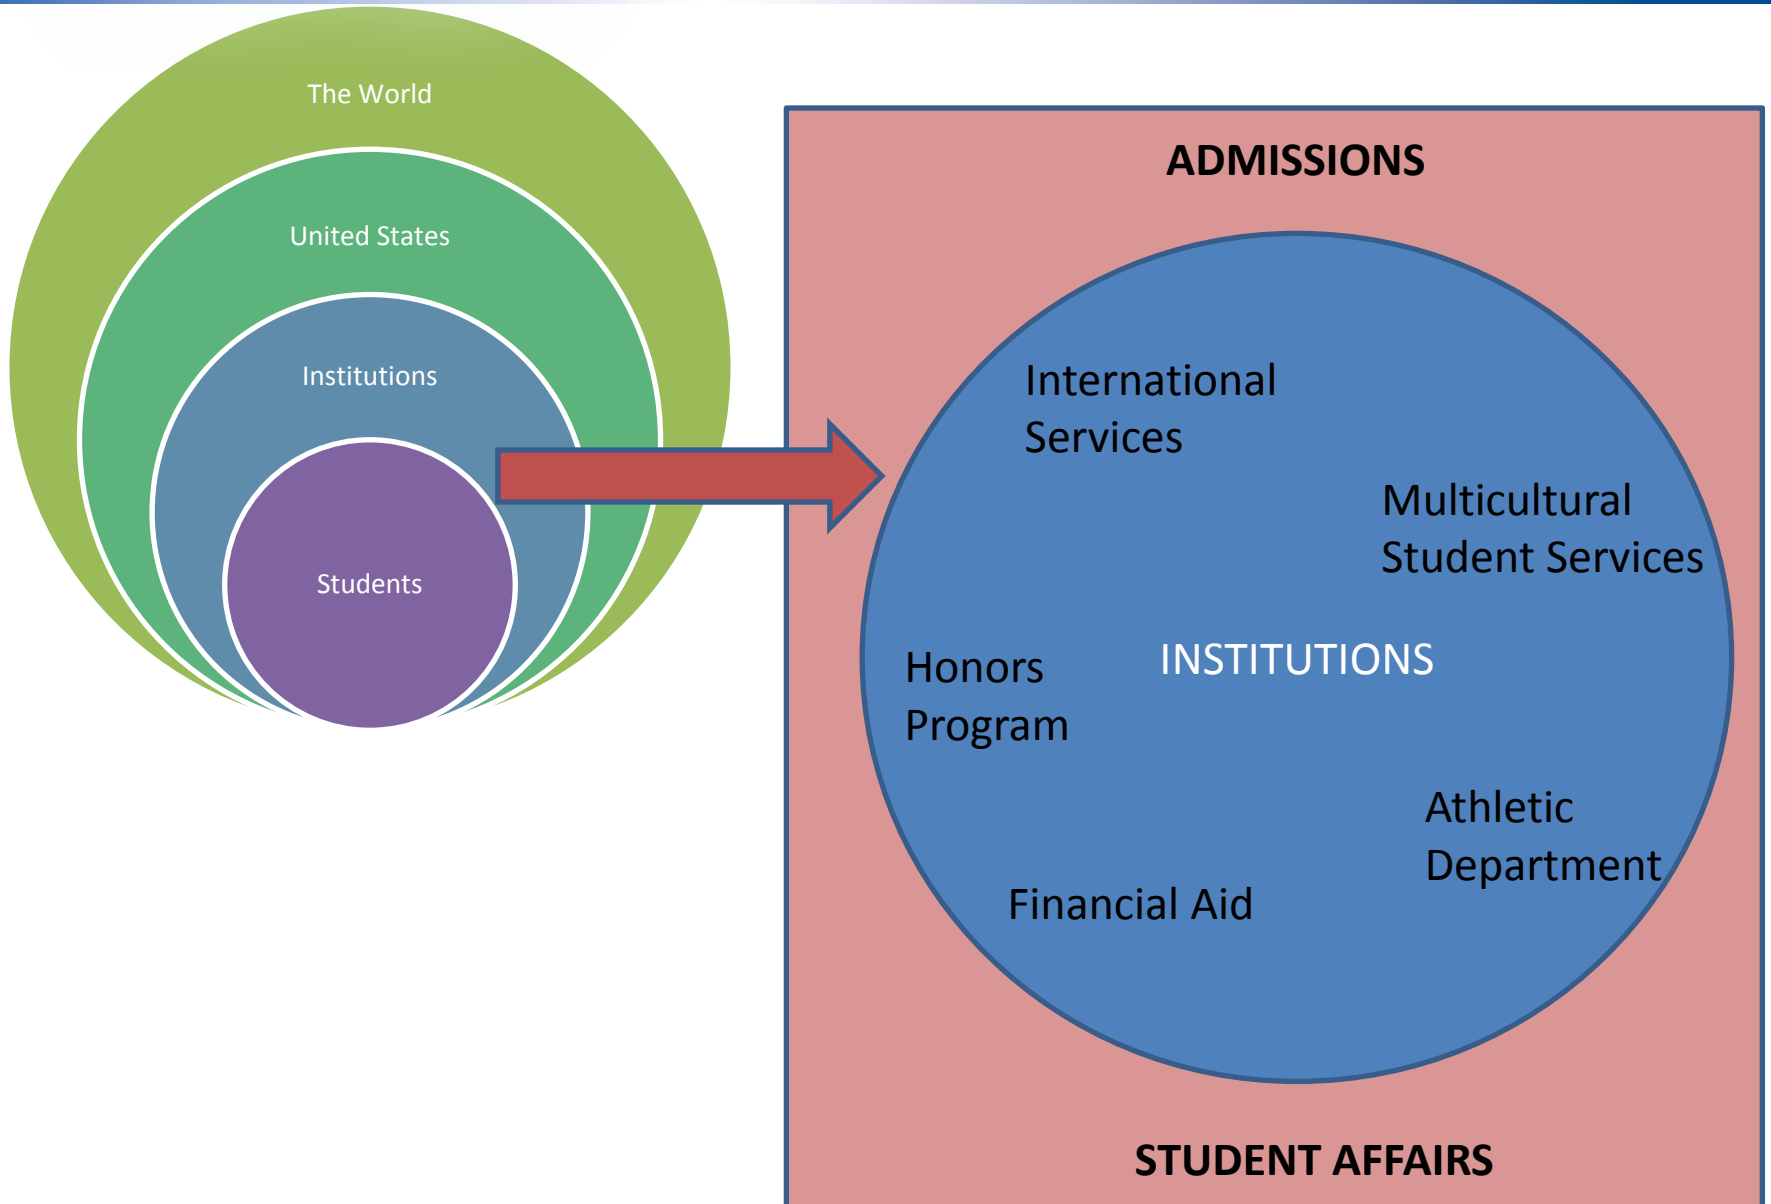 The World
United States
Institutions
Students
ADMISSIONS
International
Services
Multicultural
Student Services
INSTITUTIONS
Honors
Program
Athletic
Department
Financial Aid
STUDENT AFFAIRS